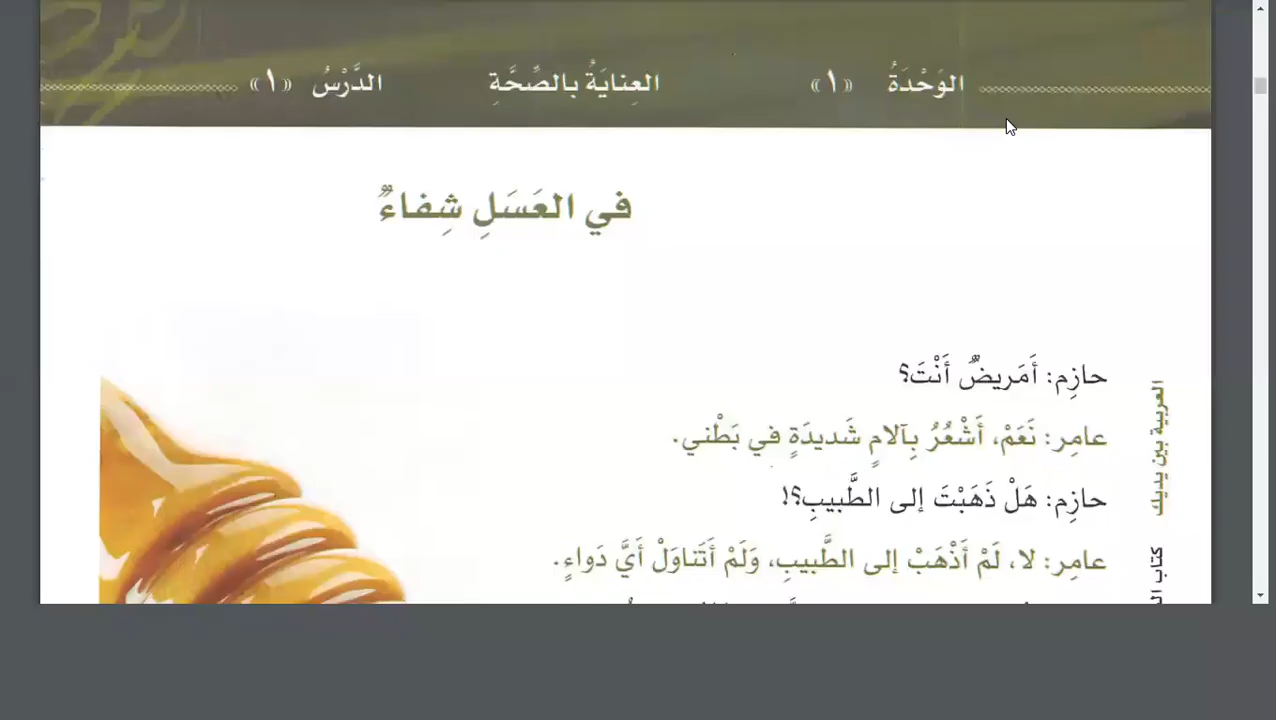 الوَحْدَةُ «١» العِنايَةُ بالصِّحَّةِ الدَّرْسُ «١»
في العَسَلِ شِفاءٌ
حازِم: أَمَريضٌ أَنْتَ؟
عامِر: نَعَمْ، أَشْعُرُ بِآلامٍ شَديدَةٍ في بَطْني.
حازِم: هَلْ ذَهَبْتَ إلى الطَّبيبِ؟!
عامِر: لا، لَمْ أَذْهَبْ إلى الطَّبيبِ، وَلَمْ أَتَناوَلْ أَيَّ دَواءٍ.
العربية بين يديك
كتاب